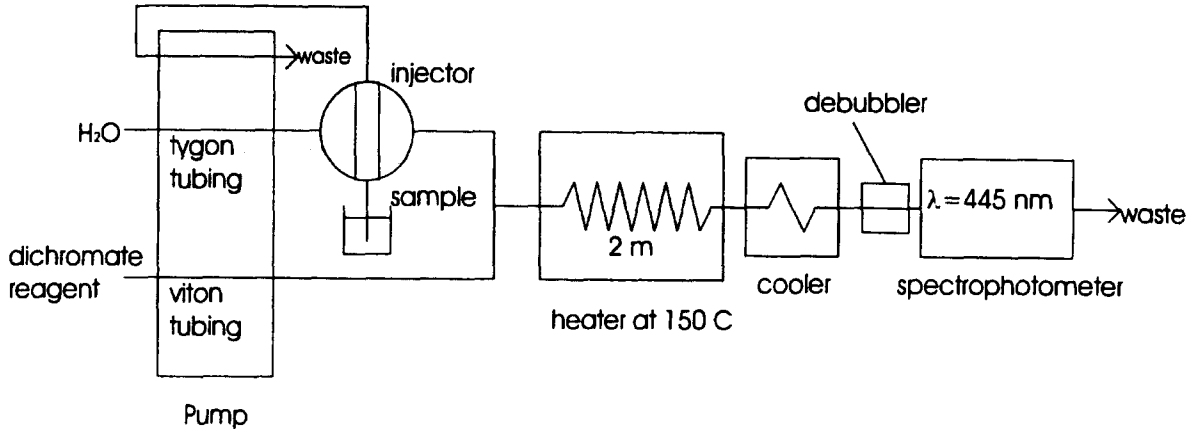 waste
injector
H₂O
tygon
tubing
sample
dichromate
reagent
viton
tubing
Pump
2 m
heater at 150 C
cooler
debubbler
λ=445 nm
spectrophotometer
waste